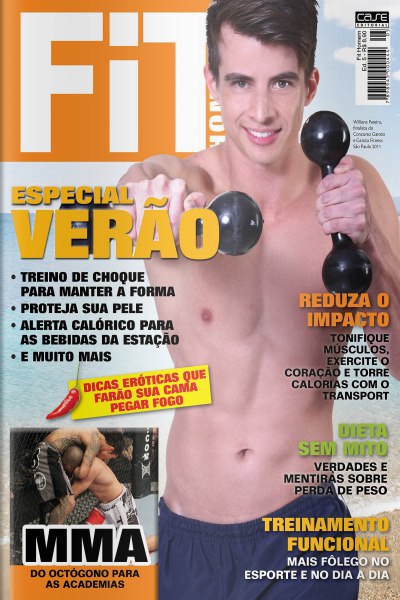 FiT
HOMEM
CASE
EDITORIAL
Fit Homem
Ed. 5 - R$ 6,90
Willians Pereira,
finalista do
Concurso Garoto
e Garota Fitness
São Paulo 2015
ESPECIAL
VERÃO
• TREINO DE CHOQUE
PARA MANTER A FORMA
• PROTEJA SUA PELE
• ALERTA CALÓRICO PARA
AS BEBIDAS DA ESTAÇÃO
• E MUITO MAIS
DICAS ERÓTICAS QUE
FARÃO SUA CAMA
PEGAR FOGO
REDUZA O
IMPACTO
TONIFIQUE
MÚSCULOS,
EXERCITE O
CORAÇÃO E TORRE
CALORIAS COM O
TRANSPORT
DIETA
SEM MITO
VERDADES E
MENTIRAS SOBRE
PERDA DE PESO
TREINAMENTO
FUNCIONAL
MAIS FÔLEGO NO
ESPORTE E NO DIA A DIA
MMA
DO OCTÓGONO PARA
AS ACADEMIAS